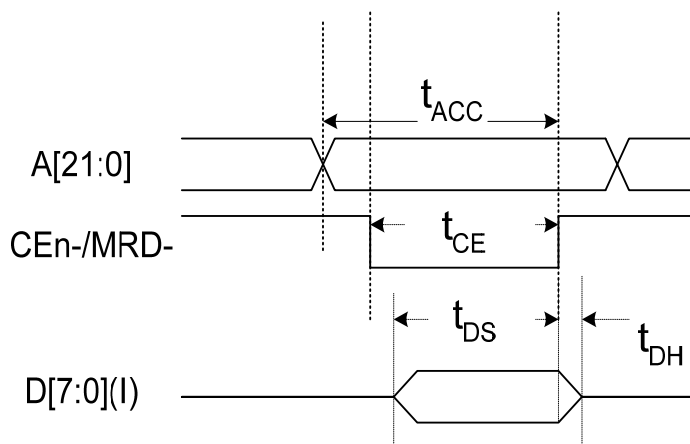 tACC
A[21:0]
CEn-/MRD-
tCE
tDS
tDH
D[7:0](I)